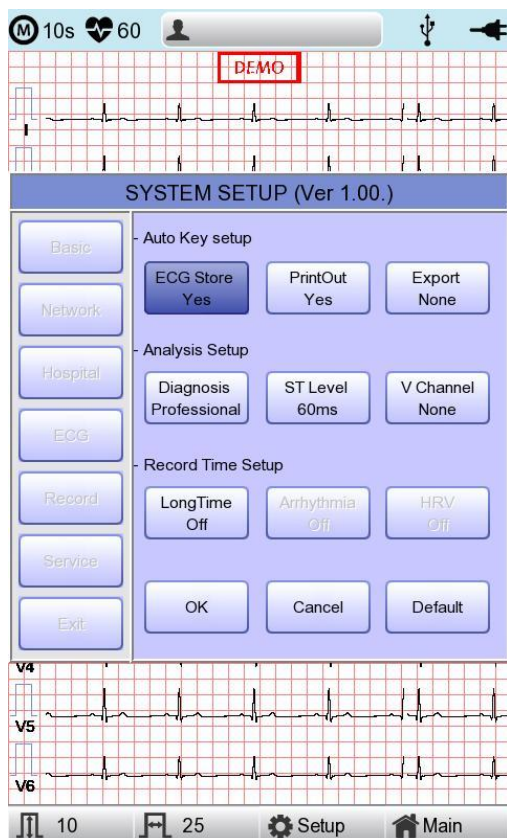 M 10s 60
DEMO
I
SYSTEM SETUP (Ver 1.00.)
Basic
Network
Hospital
ECG
Record
Service
Exit
- Auto Key setup
ECG Store
Yes
PrintOut
Yes
Export
None
- Analysis Setup
Diagnosis
Professional
ST Level
60ms
V Channel
None
- Record Time Setup
LongTime
Off
Arrhythmia
Off
HRV
Off
OK
Cancel
Default
V4
V5
V6
10 25 Setup Main